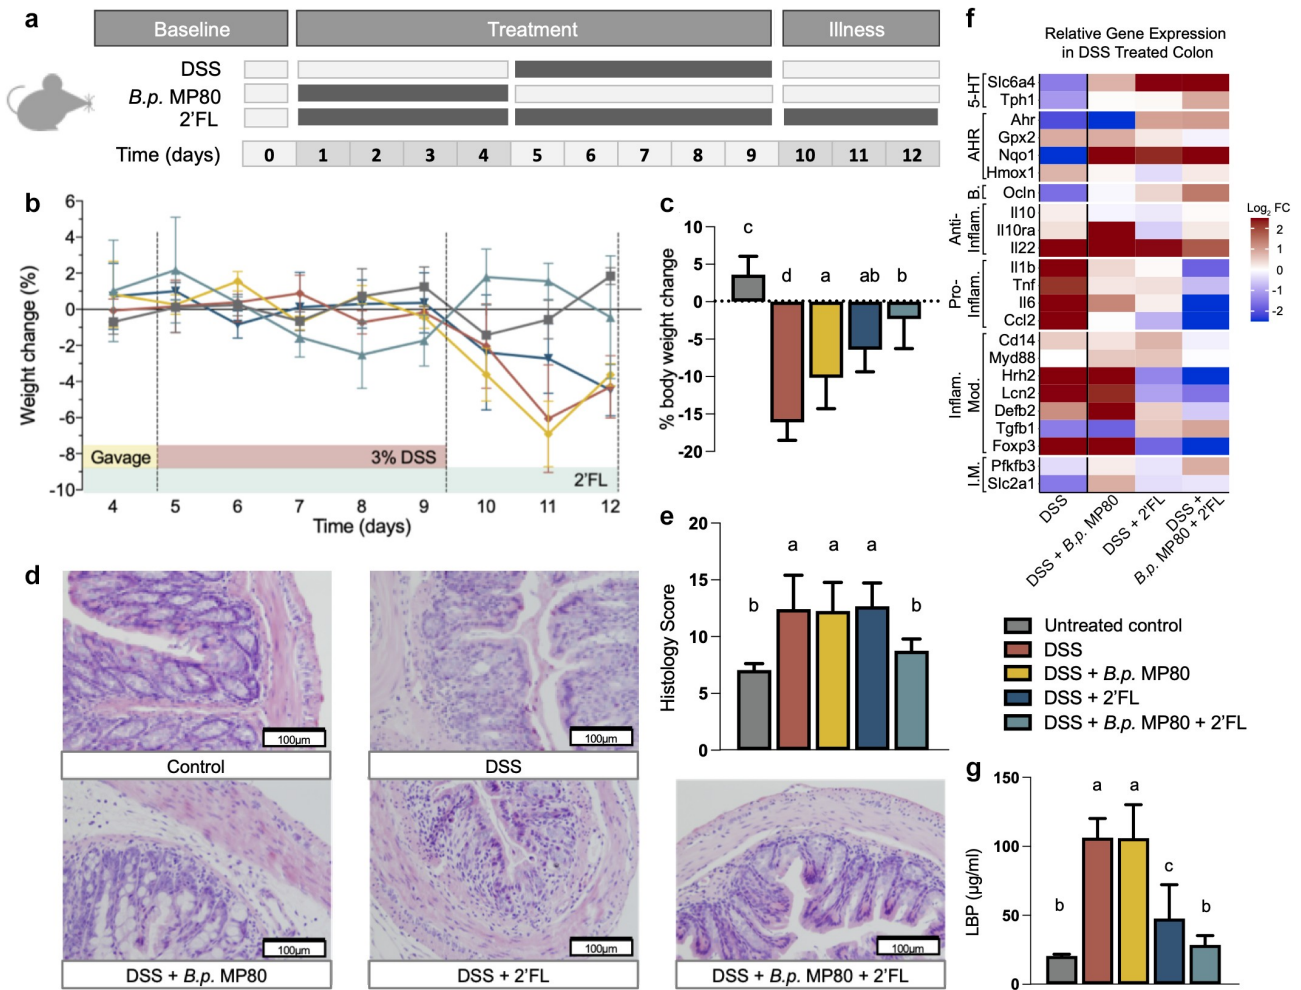 a
Baseline
Treatment
Illness
DSS
B.p. MP80
2'FL
Time (days)
0 1 2 3 4 5 6 7 8 9 10 11 12
b
Weight change (%)
6
4
2
0
-2
-4
-6
-8
-10
Gavage
3% DSS
2'FL
4 5 6 7 8 9 10 11 12
Time (days)
c
% body weight change
10
5
0
-5
-10
-15
-20
c
d
a
ab
b
d
100µm
Control
100µm
DSS
100µm
DSS + B.p. MP80
100µm
DSS + 2'FL
100µm
DSS + B.p. MP80 + 2'FL
e
Histology Score
20
15
10
5
0
b
a
a
a
b
f
Relative Gene Expression
in DSS Treated Colon
5-HT
Slc6a4
Tph1
AHR
Ahr
Gpx2
Nqo1
Hmox1
B.
Ocln
Anti-
Inflam.
Il10
Il10ra
Il22
Pro-
Inflam.
Il1b
Tnf
Il6
Ccl2
Inflam.
Mod.
Cd14
Myd88
Hrh2
Lcn2
Defb2
Tgfb1
Foxp3
I.M.
Pfkfb3
Slc2a1
DSS
DSS + B.p. MP80
DSS + 2'FL
DSS +
B.p. MP80 + 2'FL
Log2 FC
2
1
0
-1
-2
Untreated control
DSS
DSS + B.p. MP80
DSS + 2'FL
DSS + B.p. MP80 + 2'FL
g
LBP (µg/ml)
150
100
50
0
b
a
a
c
b